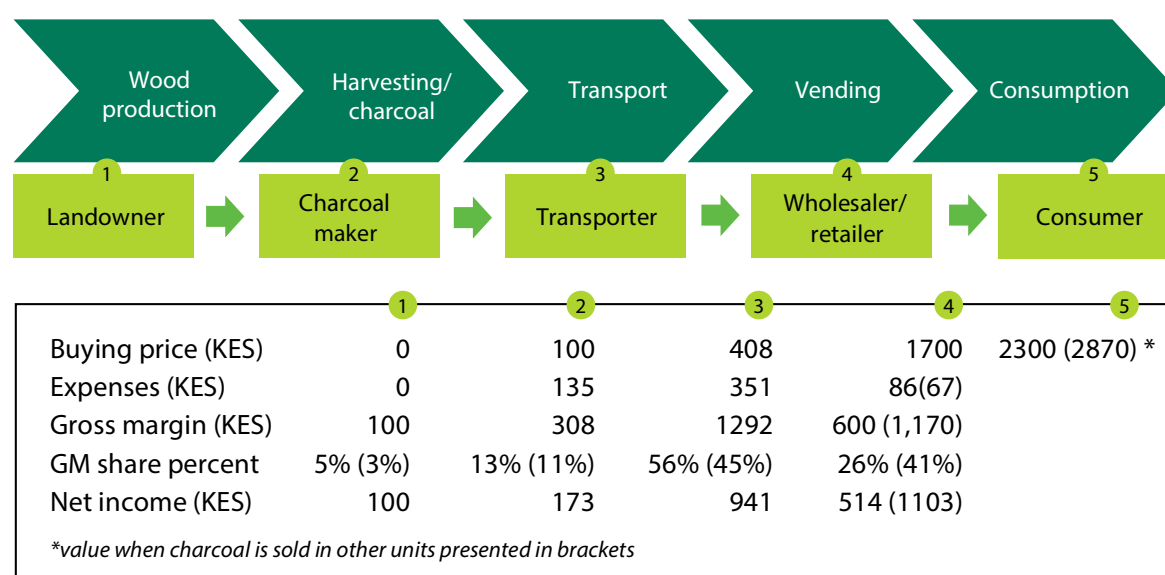 Wood
production
Harvesting/
charcoal
Transport
Vending
Consumption
1
Landowner
2
Charcoal
maker
3
Transporter
4
Wholesaler/
retailer
5
Consumer
1 2 3 4 5
Buying price (KES) 0 100 408 1700 2300 (2870) *
Expenses (KES) 0 135 351 86(67)
Gross margin (KES) 100 308 1292 600 (1,170)
GM share percent 5% (3%) 13% (11%) 56% (45%) 26% (41%)
Net income (KES) 100 173 941 514 (1103)
*value when charcoal is sold in other units presented in brackets